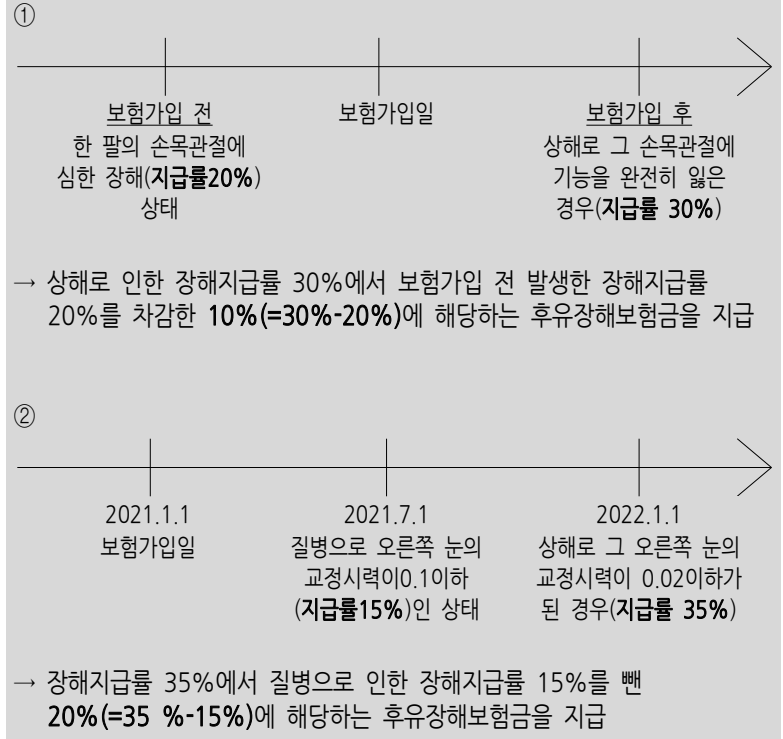 ①
보험가입 전 보험가입일 보험가입 후
한 팔의 손목관절에 상해로 그 손목관절에
심한 장해(지급률20%) 기능을 완전히 잃은
상태 경우(지급률 30%)
→ 상해로 인한 장해지급률 30%에서 보험가입 전 발생한 장해지급률
20%를 차감한 10%(=30%-20%)에 해당하는 후유장해보험금을 지급
②
2021.1.1 2021.7.1 2022.1.1
보험가입일 질병으로 오른쪽 눈의 상해로 그 오른쪽 눈의
교정시력이0.1이하 교정시력이 0.02이하가
(지급률15%)인 상태 된 경우(지급률 35%)
→ 장해지급률 35%에서 질병으로 인한 장해지급률 15%를 뺀
20%(=35 %-15%)에 해당하는 후유장해보험금을 지급